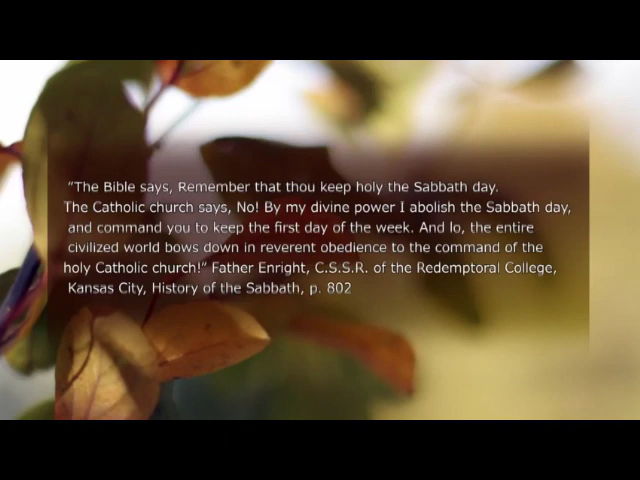 “The Bible says, Remember that thou keep holy the Sabbath day.
The Catholic church says, No! By my divine power I abolish the Sabbath day,
and command you to keep the first day of the week. And lo, the entire
civilized world bows down in reverent obedience to the command of the
holy Catholic church!” Father Enright, C.S.S.R. of the Redemptoral College,
Kansas City, History of the Sabbath, p. 802